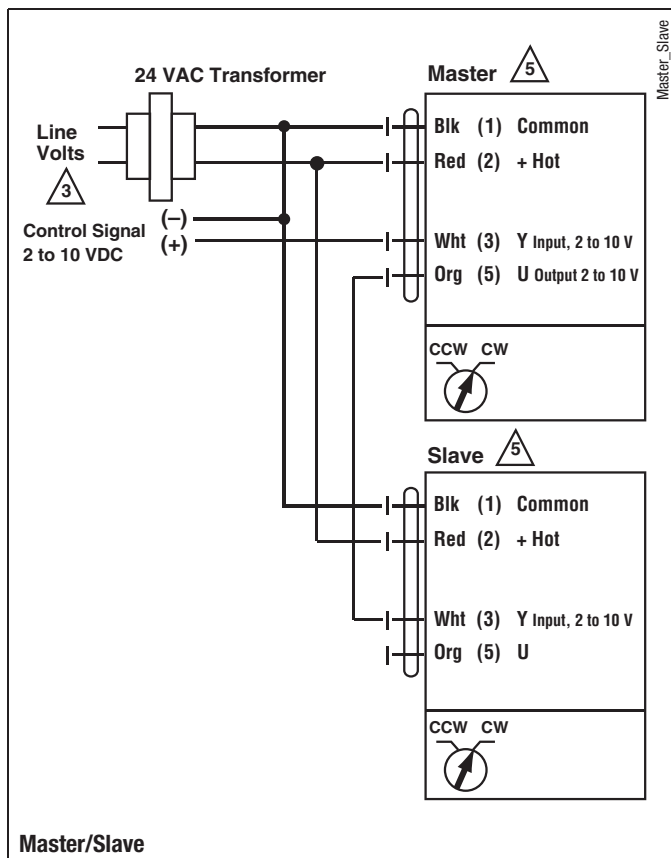 Master_Slave
24 VAC Transformer
Master 5
Line
Volts
3
Control Signal
2 to 10 VDC
(–)
(+)
Blk (1) Common
Red (2) + Hot
Wht (3) Y Input, 2 to 10 V
Org (5) U Output 2 to 10 V
CCW CW
Slave 5
Blk (1) Common
Red (2) + Hot
Wht (3) Y Input, 2 to 10 V
Org (5) U
CCW CW
Master/Slave